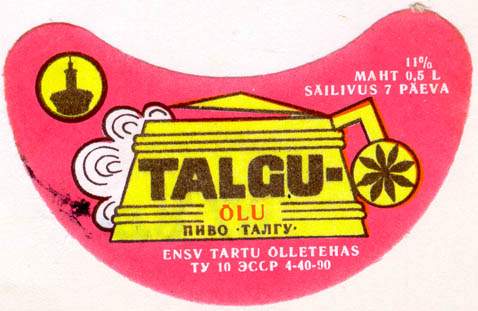 11%
MAHT 0,5 L
SÄILIVUS 7 PÄEVA
TALGU-
ÕLU
ПИВО ·ТАЛГУ·
ENSV TARTU ÕLLETEHAS
ТУ 10 ЭССР 4-40-90